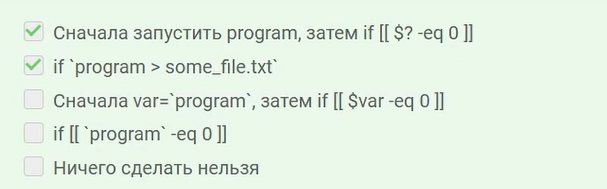 Сначала запустить program, затем if [[ $? -eq 0 ]]
if `program > some_file.txt`
Сначала var=`program`, затем if [[ $var -eq 0 ]]
if [[ `program` -eq 0 ]]
Ничего сделать нельзя